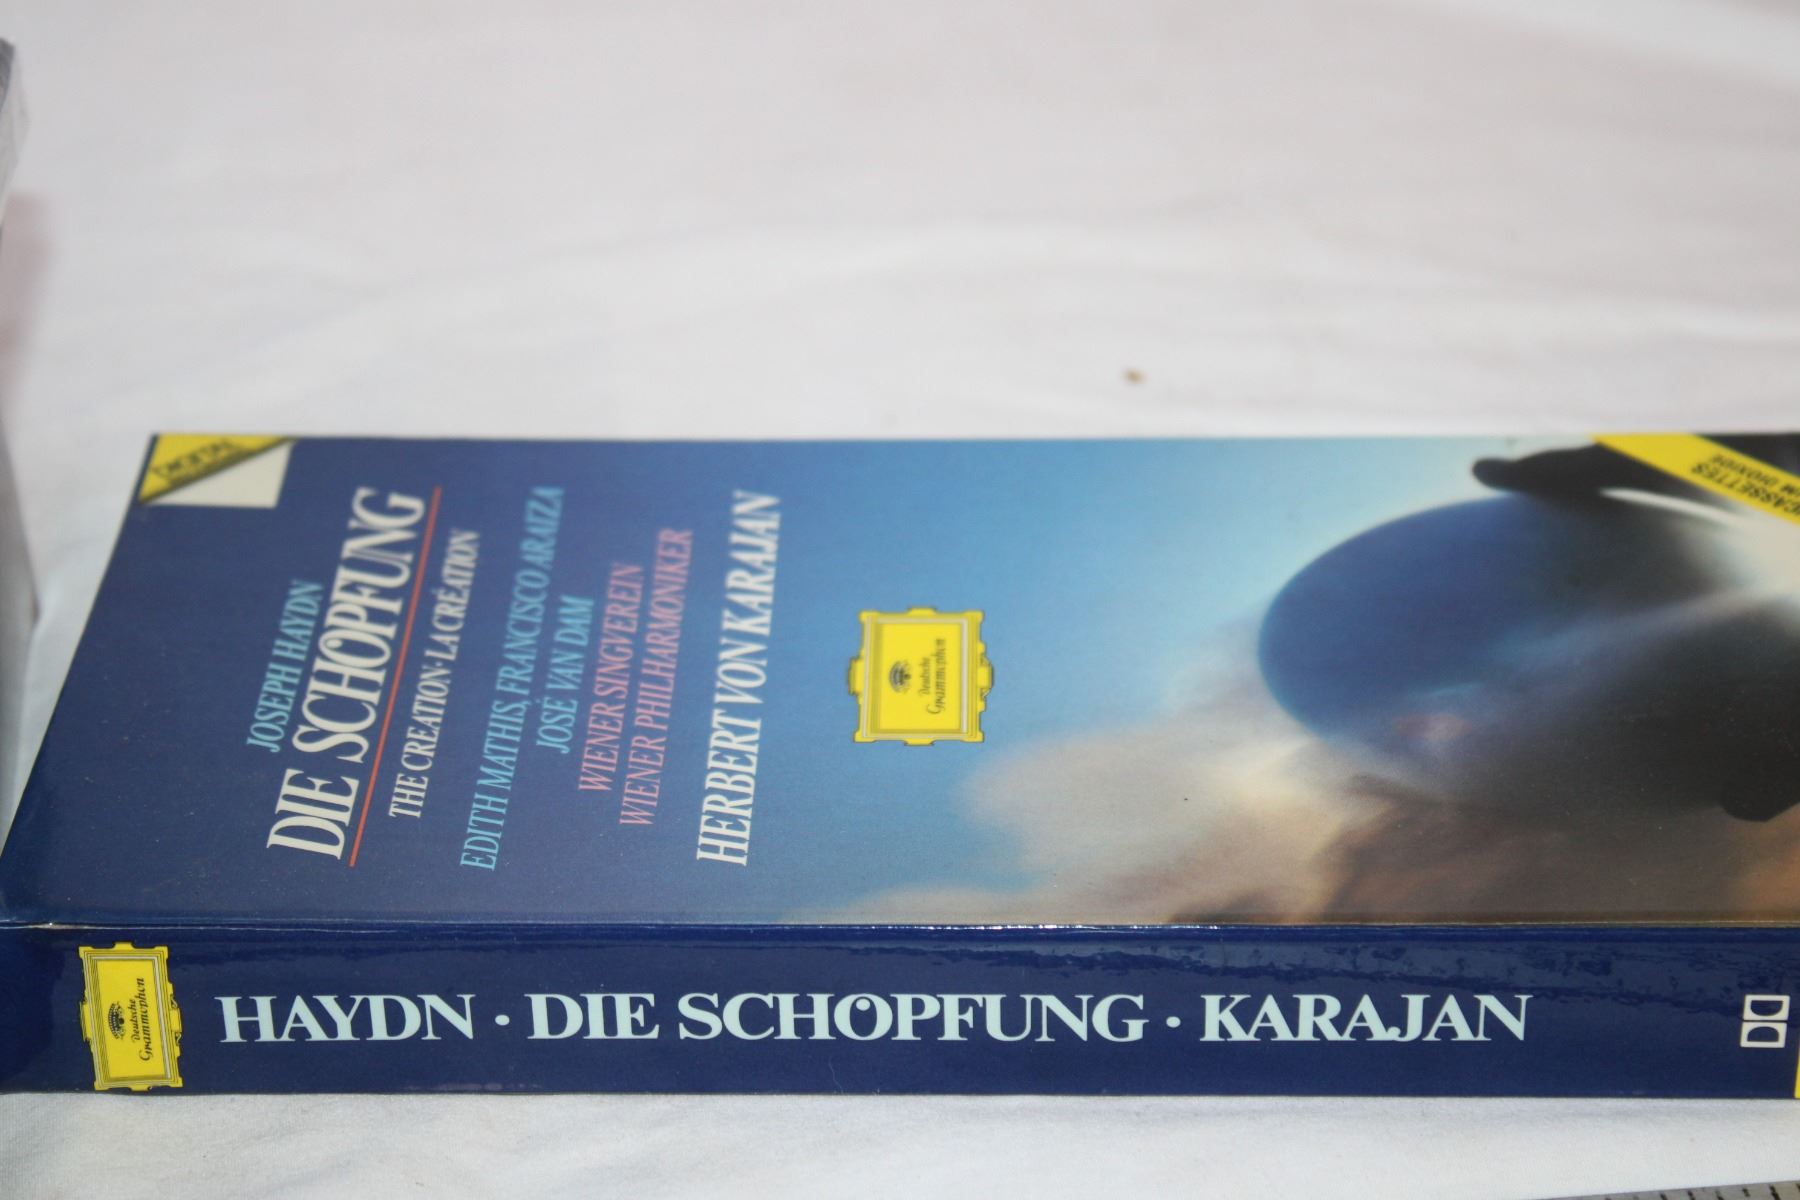 DIGITAL
JOSEPH HAYDN
DIE SCHÖPFUNG
THE CREATION · LA CRÉATION
EDITH MATHIS, FRANCISCO ARAIZA
JOSÉ VAN DAM
WIENER SINGVEREIN
WIENER PHILHARMONIKER
HERBERT VON KARAJAN
Deutsche
Grammophon
CASSETTES
DIOXIDE
Deutsche
Grammophon
HAYDN · DIE SCHÖPFUNG · KARAJAN